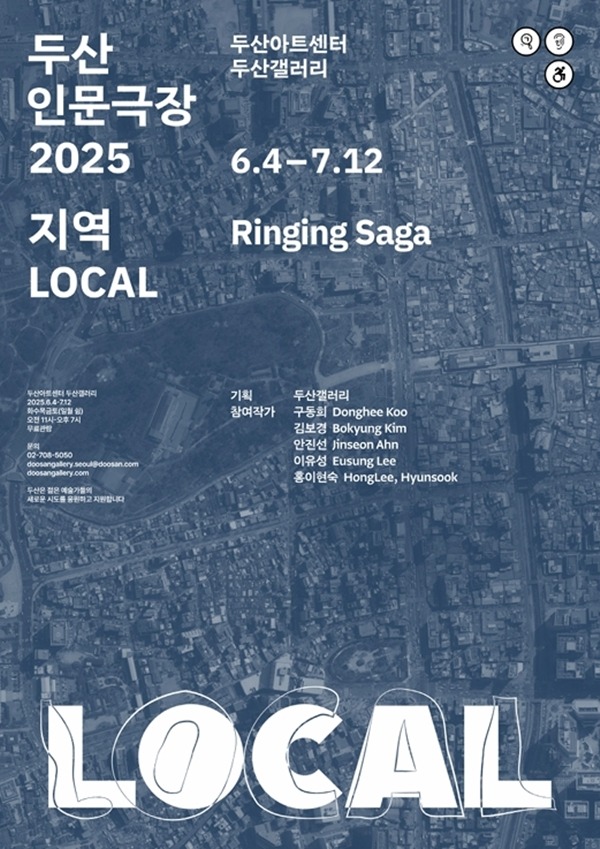 두산
인문극장
2025
지역
LOCAL
두산아트센터
두산갤러리
6.4–7.12
Ringing Saga
두산아트센터 두산갤러리
2025.6.4-7.12
화수목금토(일월 쉼)
오전 11시-오후 7시
무료관람
문의
02-708-5050
doosangallery.seoul@doosan.com
doosangallery.com
두산은 젊은 예술가들의
새로운 시도를 응원하고 지원합니다
기획 두산갤러리
참여작가 구동희 Donghee Koo
김보경 Bokyung Kim
안진선 Jinseon Ahn
이유성 Eusung Lee
홍이현숙 HongLee, Hyunsook
LOCAL